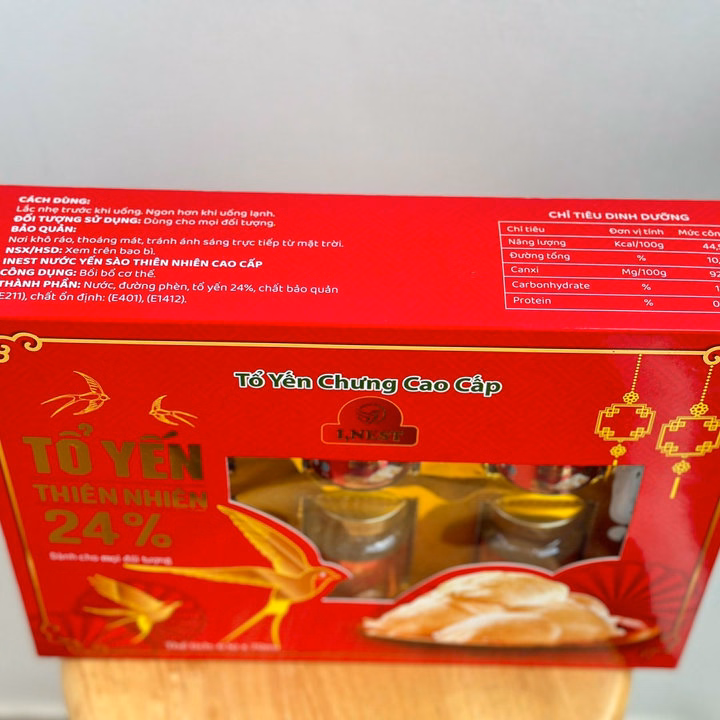 CÁCH DÙNG:
Lắc nhẹ trước khi uống. Ngon hơn khi uống lạnh.
ĐỐI TƯỢNG SỬ DỤNG: Dùng cho mọi đối tượng.
BẢO QUẢN:
Nơi khô ráo, thoáng mát, tránh ánh sáng trực tiếp từ mặt trời.
NSX/HSD: Xem trên bao bì.
INEST NƯỚC YẾN SÀO THIÊN NHIÊN CAO CẤP
CÔNG DỤNG: Bồi bổ cơ thể.
THÀNH PHẦN: Nước, đường phèn, tổ yến 24%, chất bảo quản
(E211), chất ổn định: (E401), (E1412).
CHỈ TIÊU DINH DƯỠNG
Chỉ tiêu Đơn vị tính Mức
Năng lượng Kcal/100g 44,
Đường tổng % 10,
Canxi Mg/100g 92
Carbonhydrate %
Protein % 0
Tổ Yến Chưng Cao Cấp
I,NEST
TỔ YẾN
THIÊN NHIÊN
24%
Dành cho mọi đối tượng